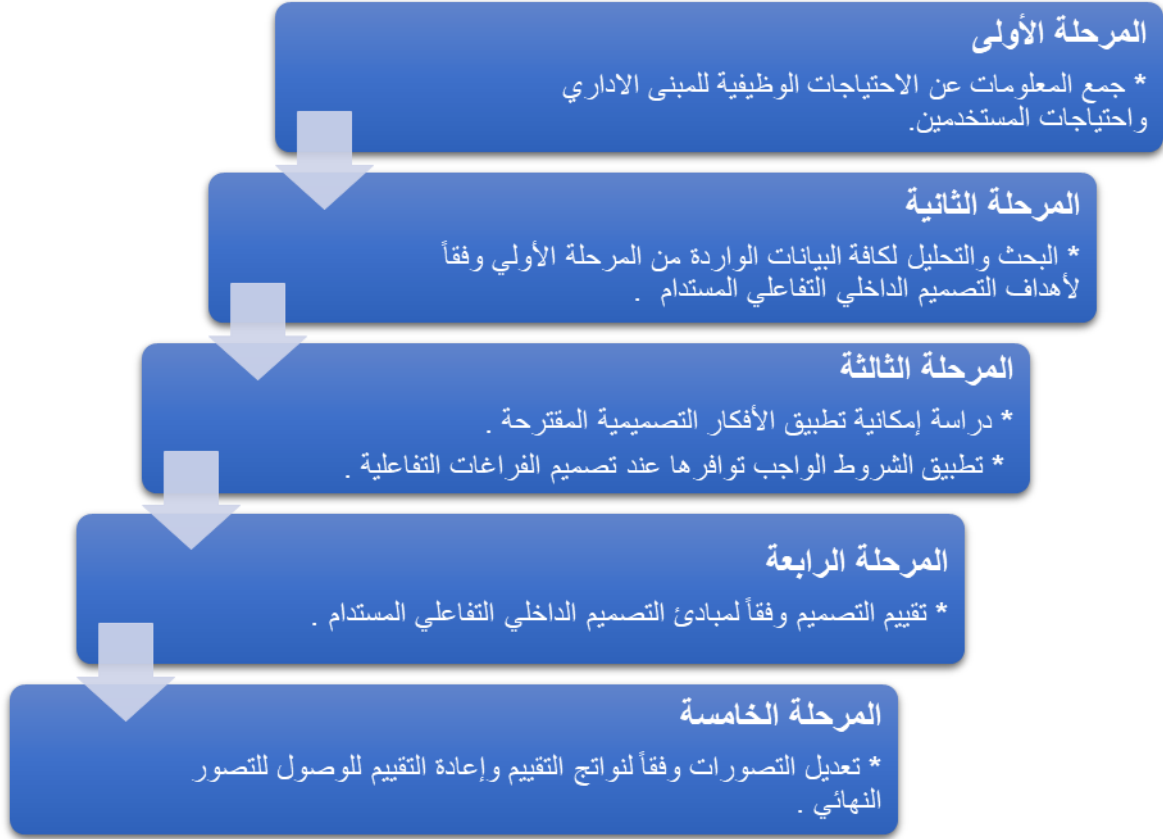 المرحلة الأولى
* جمع المعلومات عن الاحتياجات الوظيفية للمبنى الاداري
واحتياجات المستخدمين.
المرحلة الثانية
* البحث والتحليل لكافة البيانات الواردة من المرحلة الأولي وفقاً
لأهداف التصميم الداخلي التفاعلي المستدام .
المرحلة الثالثة
* دراسة إمكانية تطبيق الأفكار التصميمية المقترحة .
* تطبيق الشروط الواجب توافرها عند تصميم الفراغات التفاعلية .
المرحلة الرابعة
* تقييم التصميم وفقاً لمبادئ التصميم الداخلي التفاعلي المستدام .
المرحلة الخامسة
* تعديل التصورات وفقاً لنواتج التقييم وإعادة التقييم للوصول للتصور
النهائي .